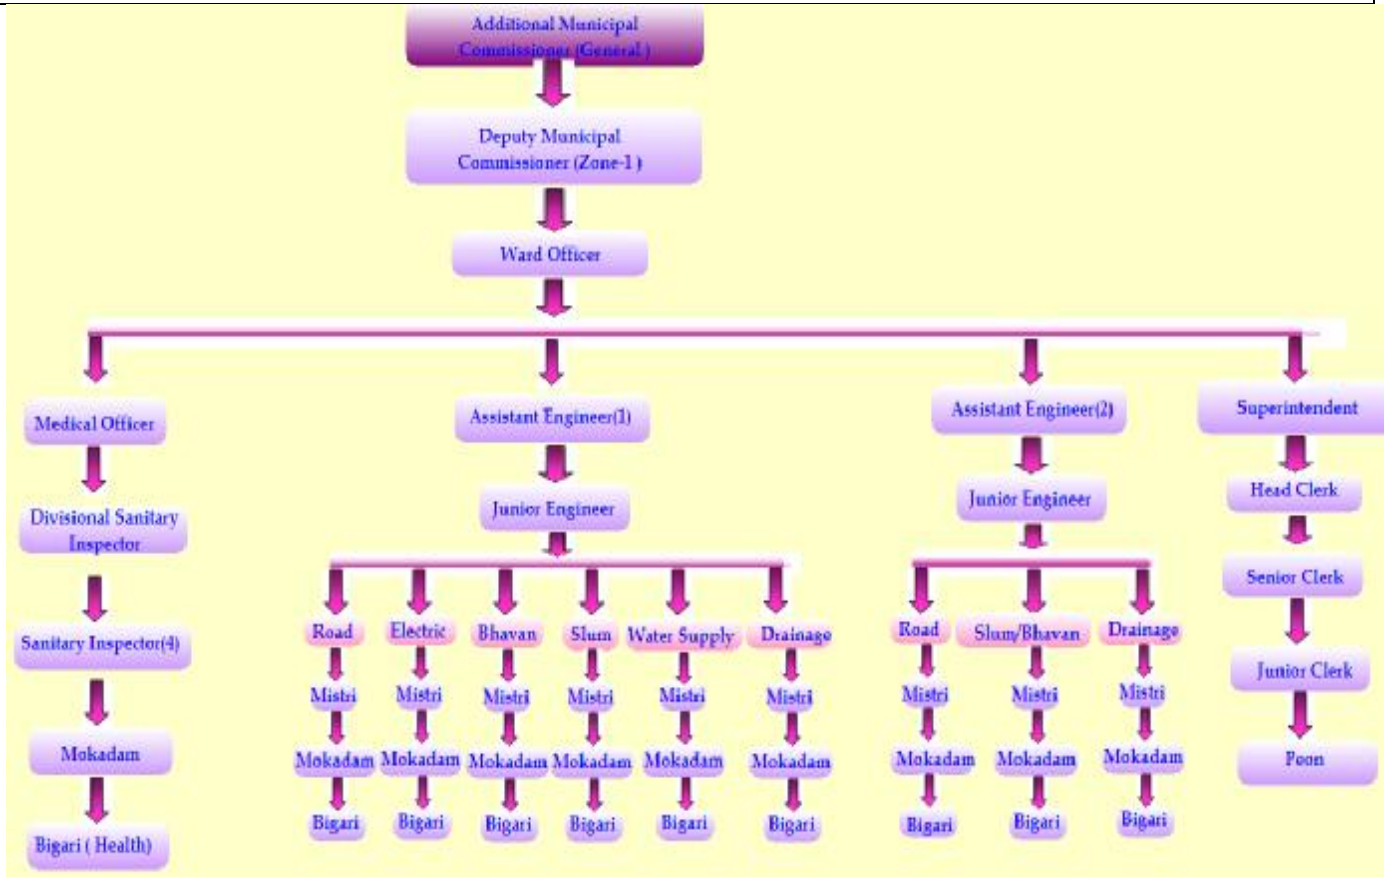 Additional Municipal
Commissioner (General )
Deputy Municipal
Commissioner (Zone-1 )
Ward Officer
Medical Officer
Assistant Engineer(1)
Assistant Engineer(2)
Superintendent
Divisional Sanitary
Inspector
Junior Engineer
Junior Engineer
Head Clerk
Senior Clerk
Sanitary Inspector(4)
Road
Electric
Bhavan
Slum
Water Supply
Drainage
Road
Slum/Bhavan
Drainage
Junior Clerk
Mistri
Mistri
Mistri
Mistri
Mistri
Mistri
Mistri
Mistri
Mistri
Mokadam
Mokadam
Mokadam
Mokadam
Mokadam
Mokadam
Mokadam
Mokadam
Mokadam
Mokadam
Peon
Bigari ( Health)
Bigari
Bigari
Bigari
Bigari
Bigari
Bigari
Bigari
Bigari
Bigari